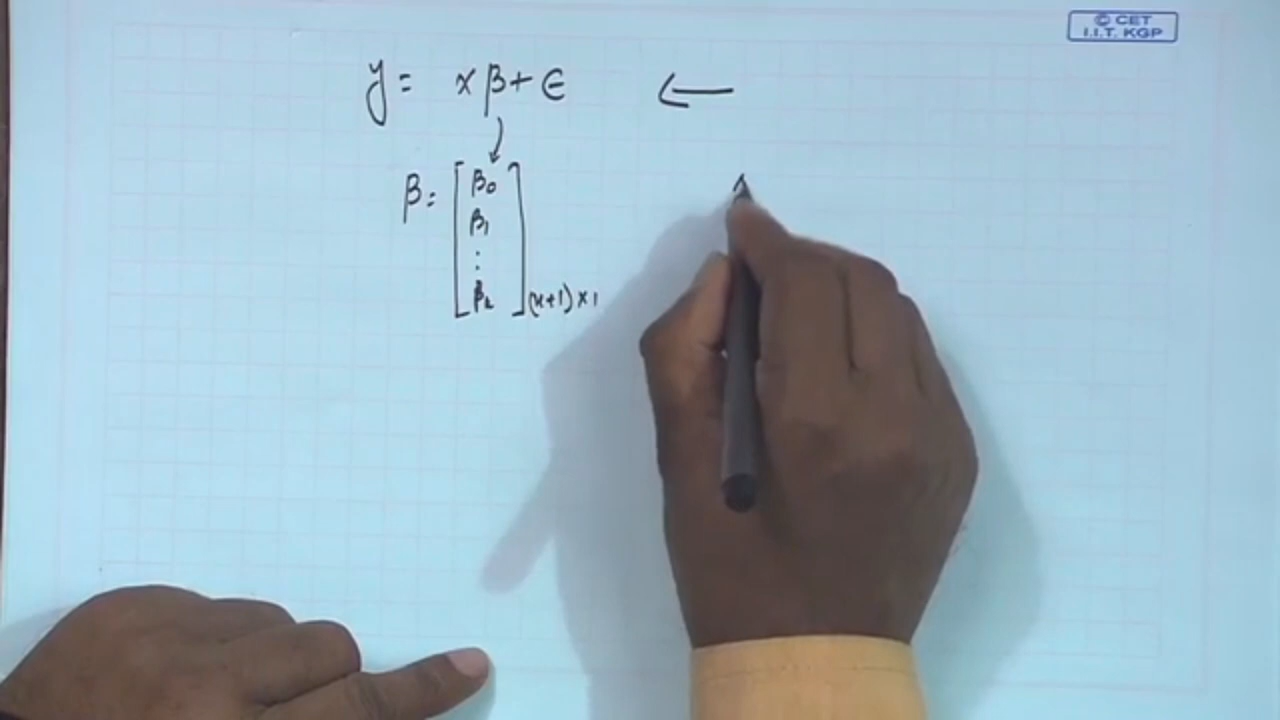 © CET
I.I.T. KGP
y = xβ + ϵ ←
β = [β0
β1
⋮
βk] (k+1) × 1